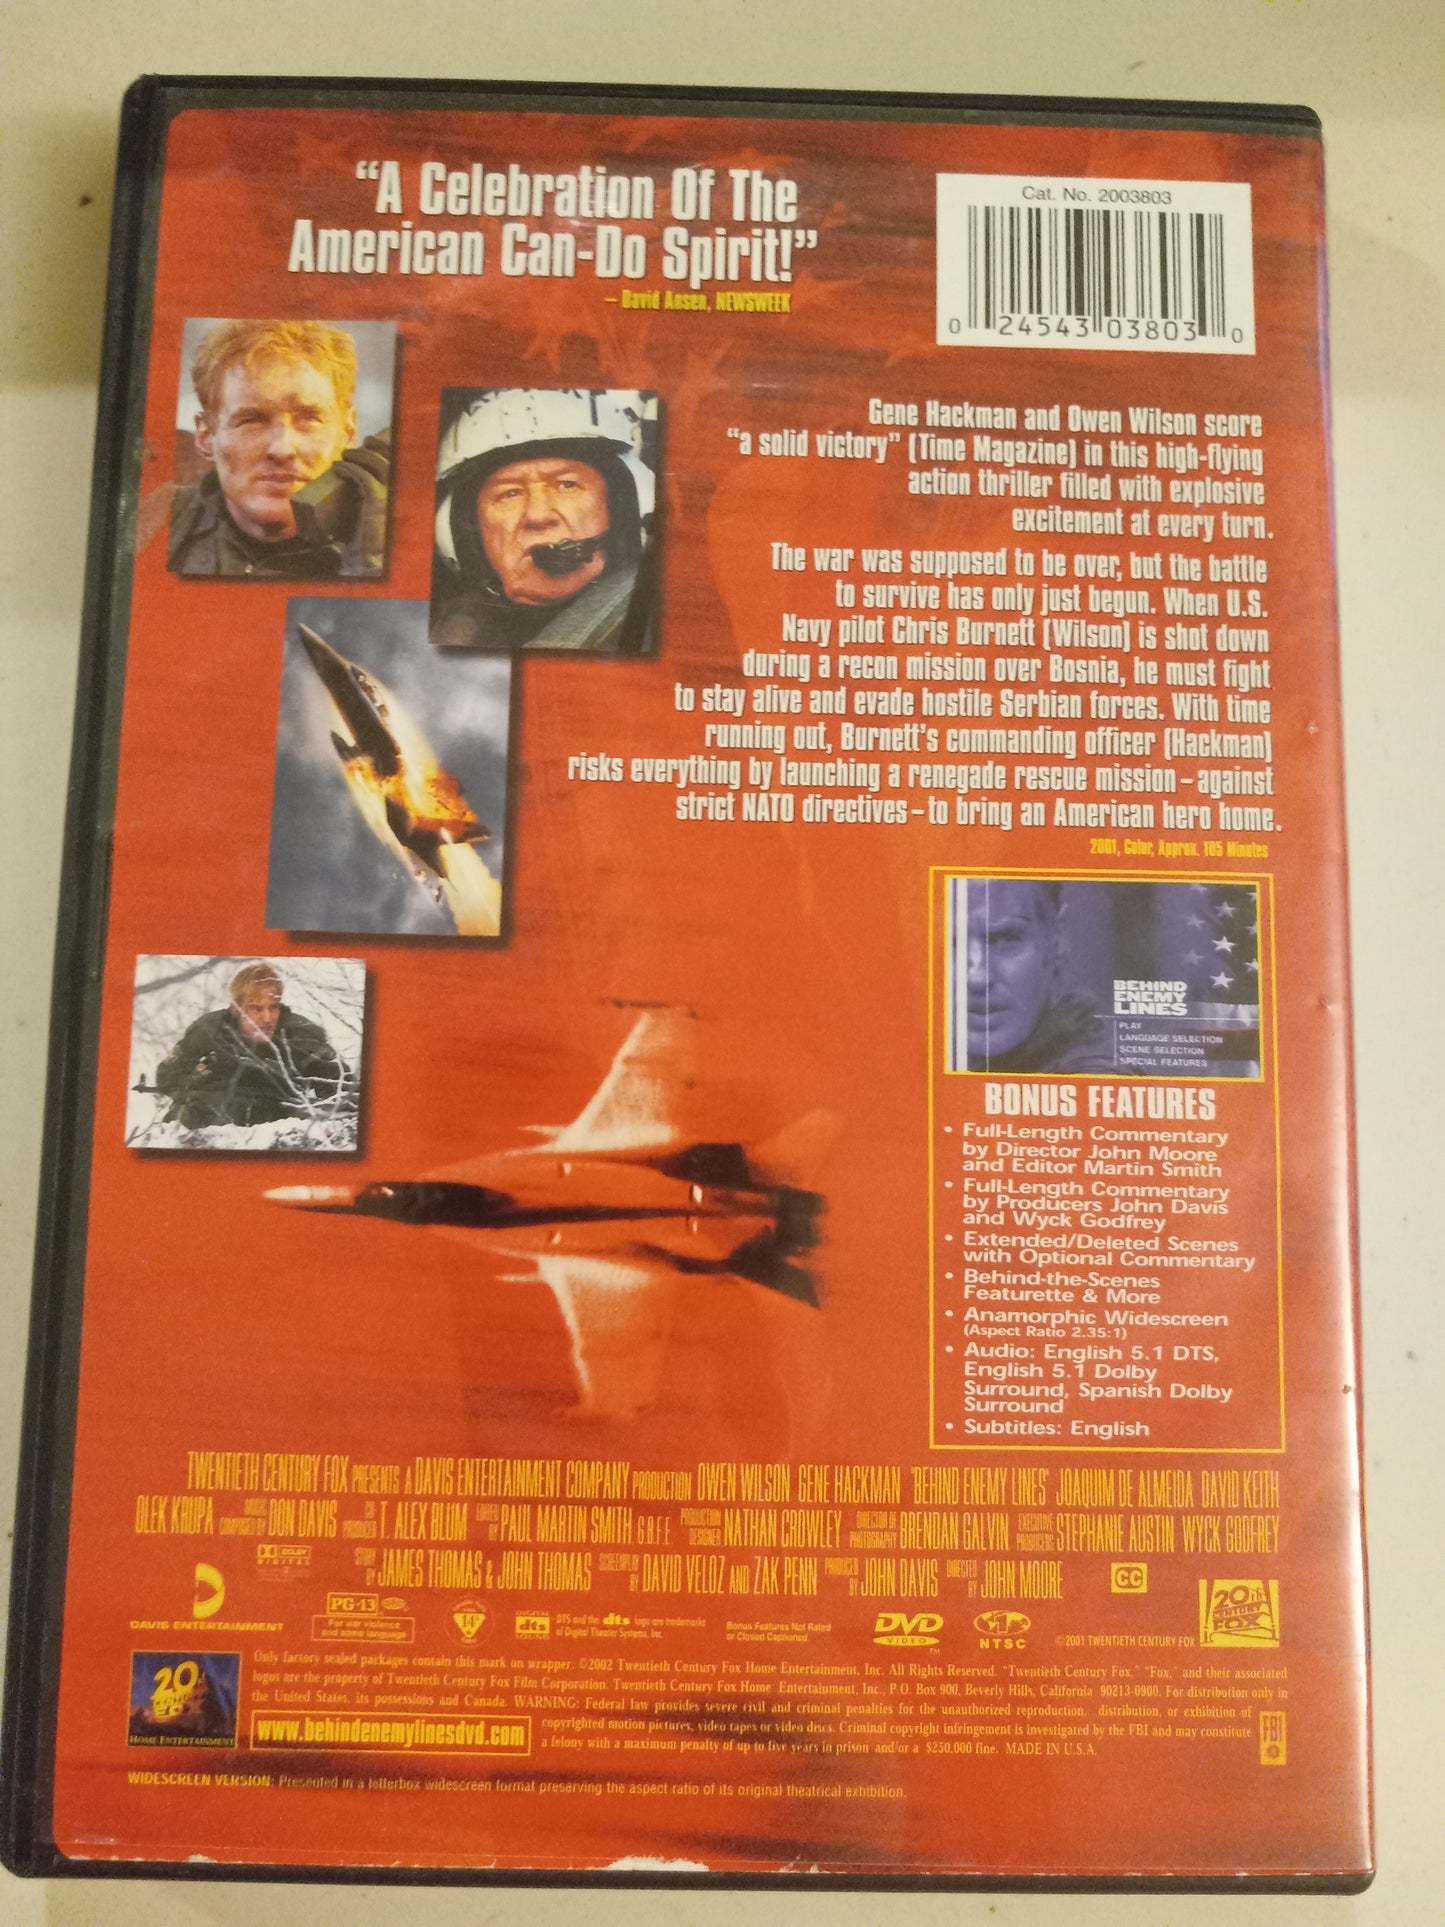 “A Celebration Of The
American Can-Do Spirit!”
– David Ansen, NEWSWEEK
Cat. No. 2003803
0 24543 03803 0
Gene Hackman and Owen Wilson score
“a solid victory” (Time Magazine) in this high-flying
action thriller filled with explosive
excitement at every turn.
The war was supposed to be over, but the battle
to survive has only just begun. When U.S.
Navy pilot Chris Burnett (Wilson) is shot down
during a recon mission over Bosnia, he must fight
to stay alive and evade hostile Serbian forces. With time
running out, Burnett's commanding officer (Hackman)
risks everything by launching a renegade rescue mission – against
strict NATO directives – to bring an American hero home.
2001, Color, Approx. 105 Minutes
BEHIND
ENEMY
LINES
PLAY
LANGUAGE SELECTION
SCENE SELECTION
SPECIAL FEATURES
BONUS FEATURES
• Full-Length Commentary
by Director John Moore
and Editor Martin Smith
• Full-Length Commentary
by Producers John Davis
and Wyck Godfrey
• Extended/Deleted Scenes
with Optional Commentary
• Behind-the-Scenes
Featurette & More
• Anamorphic Widescreen
(Aspect Ratio 2.35:1)
• Audio: English 5.1 DTS,
English 5.1 Dolby
Surround, Spanish Dolby
Surround
• Subtitles: English
TWENTIETH CENTURY FOX PRESENTS A DAVIS ENTERTAINMENT COMPANY PRODUCTION OWEN WILSON GENE HACKMAN "BEHIND ENEMY LINES" JOAQUIM DE ALMEIDA DAVID KEITH
OLEK KRUPA MUSIC COMPOSED BY DON DAVIS CO-PRODUCER T. ALEX BLUM EDITED BY PAUL MARTIN SMITH G.B.F.E. PRODUCTION DESIGNER NATHAN CROWLEY DIRECTOR OF PHOTOGRAPHY BRENDAN GALVIN EXECUTIVE PRODUCERS STEPHANIE AUSTIN WYCK GODFREY
STORY BY JAMES THOMAS & JOHN THOMAS SCREENPLAY BY DAVID VELOZ AND ZAK PENN PRODUCED BY JOHN DAVIS DIRECTED BY JOHN MOORE
DOLBY
DIGITAL
CC
DAVIS ENTERTAINMENT
PG-13
For war violence
and some language
14
DIGITAL
dts
SOUND
DTS and the dts logo are trademarks
of Digital Theater Systems, Inc.
Bonus Features Not Rated
or Closed Captioned
DVD
VIDEO
TM
1
NTSC
©2001 TWENTIETH CENTURY FOX
20TH
CENTURY
FOX
20
HOME ENTERTAINMENT
Only factory sealed packages contain this mark on wrapper. ©2002 Twentieth Century Fox Home Entertainment, Inc. All Rights Reserved. "Twentieth Century Fox," "Fox," and their associated
logos are the property of Twentieth Century Fox Film Corporation. Twentieth Century Fox Home Entertainment, Inc., P.O. Box 900, Beverly Hills, California 90213-0900. For distribution only in
the United States, its possessions and Canada. WARNING: Federal law provides severe civil and criminal penalties for the unauthorized reproduction, distribution, or exhibition of
copyrighted motion pictures, video tapes or video discs. Criminal copyright infringement is investigated by the FBI and may constitute
a felony with a maximum penalty of up to five years in prison and/or a $250,000 fine. MADE IN U.S.A.
www.behindenemylinesdvd.com
FBI
WIDESCREEN VERSION: Presented in a letterbox widescreen format preserving the aspect ratio of its original theatrical exhibition.